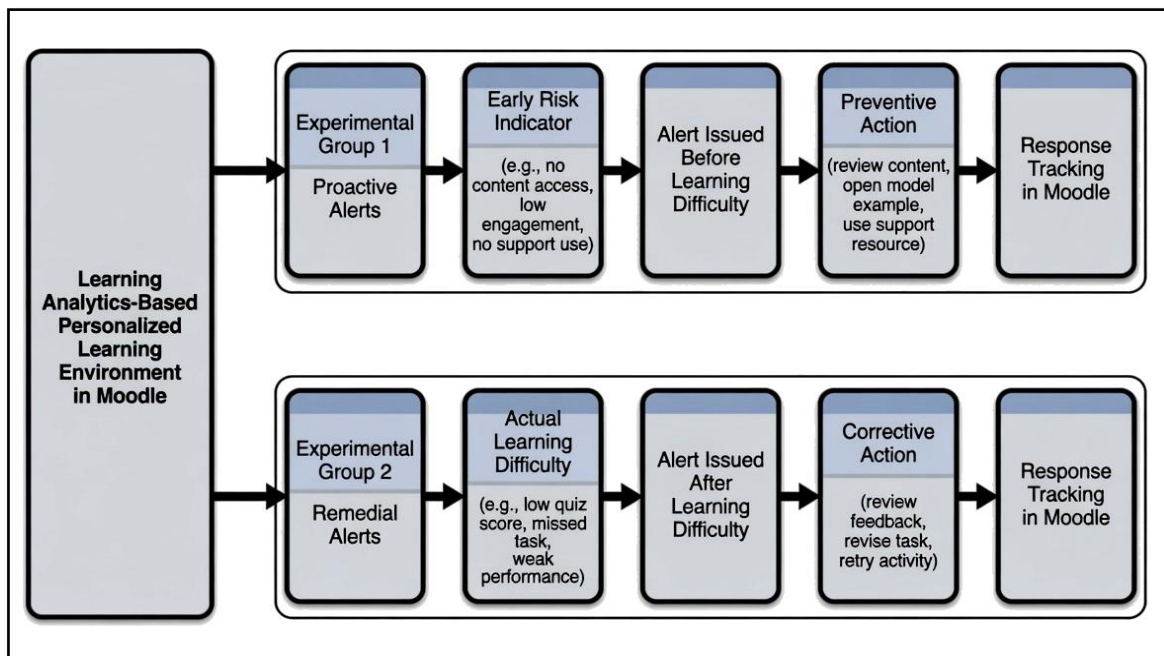 Learning
Analytics-Based
Personalized
Learning
Environment
in Moodle
Experimental
Group 1
Proactive
Alerts
Early Risk
Indicator
(e.g., no
content access,
low
engagement,
no support use)
Alert Issued
Before
Learning
Difficulty
Preventive
Action
(review content,
open model
example,
use support
resource)
Response
Tracking
in Moodle
Experimental
Group 2
Remedial
Alerts
Actual
Learning
Difficulty
(e.g., low quiz
score, missed
task,
weak
performance)
Alert Issued
After
Learning
Difficulty
Corrective
Action
(review
feedback,
revise task,
retry activity)
Response
Tracking
in Moodle